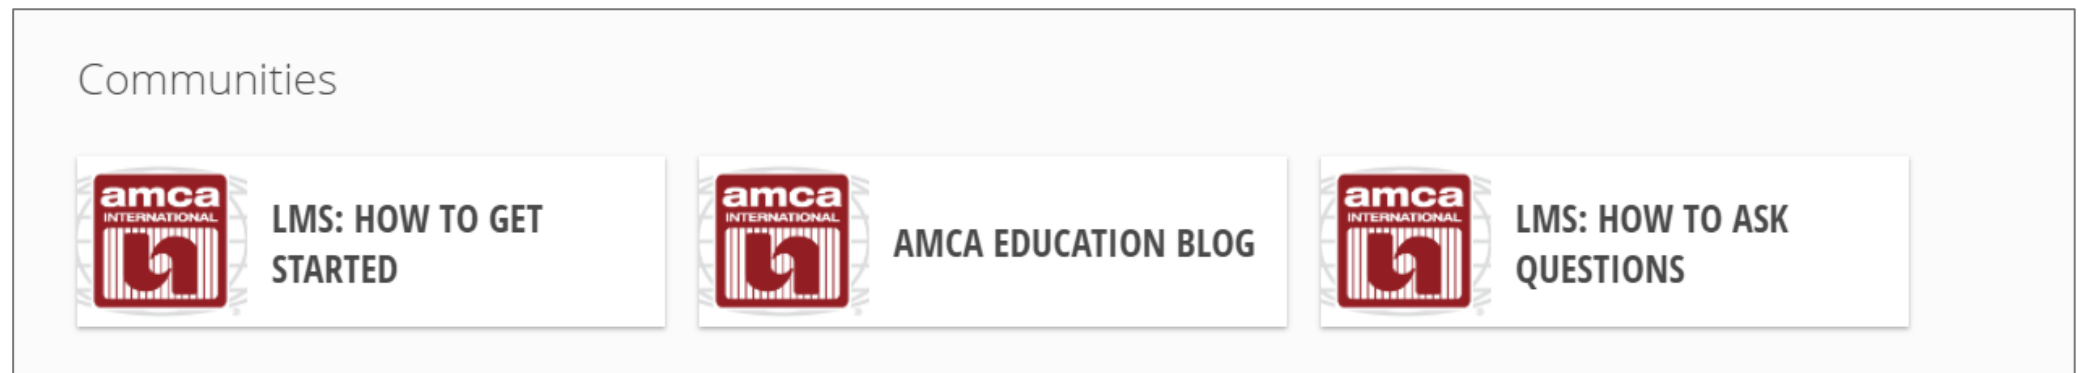 Communities
amca
INTERNATIONAL
LMS: HOW TO GET
STARTED
amca
INTERNATIONAL
AMCA EDUCATION BLOG
amca
INTERNATIONAL
LMS: HOW TO ASK
QUESTIONS